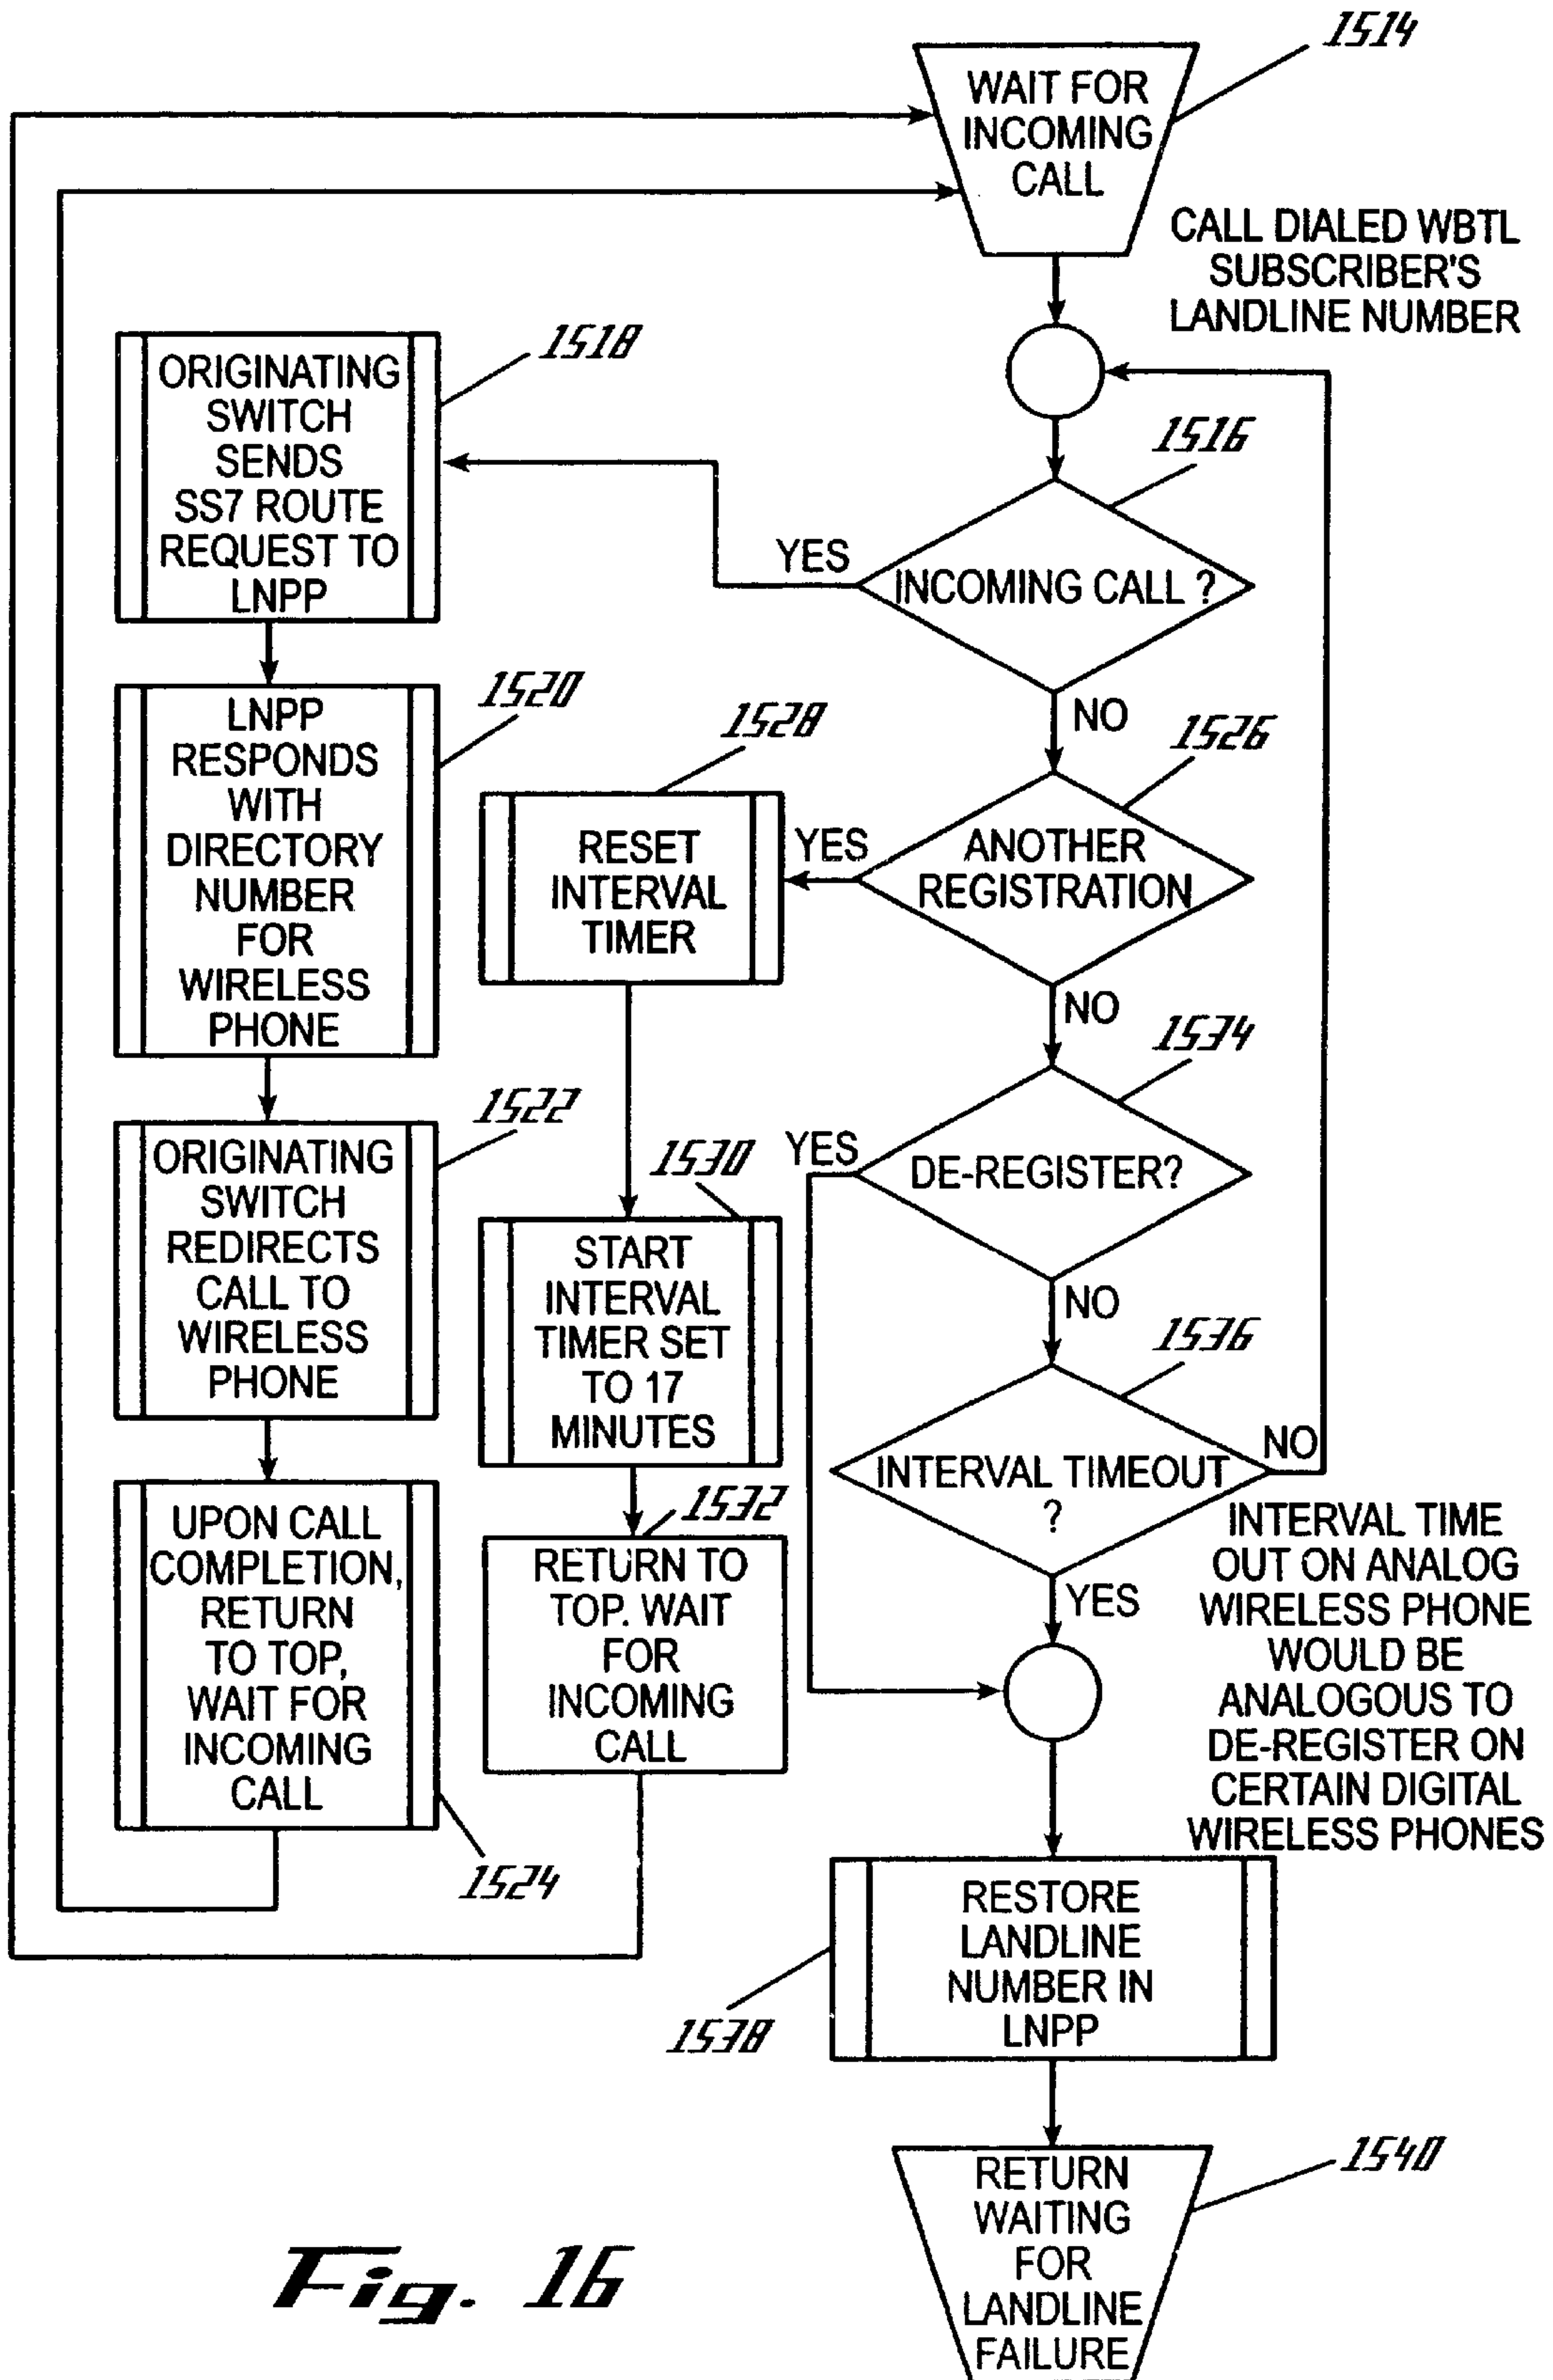 1514
WAIT FOR
INCOMING
CALL
CALL DIALED WBTL
SUBSCRIBER'S
LANDLINE NUMBER
1518
ORIGINATING
SWITCH
SENDS
SS7 ROUTE
REQUEST TO
LNPP
1516
YES
INCOMING CALL ?
NO
1520
LNPP
RESPONDS
WITH
DIRECTORY
NUMBER
FOR
WIRELESS
PHONE
1528
RESET
INTERVAL
TIMER
1526
YES
ANOTHER
REGISTRATION
NO
1522
ORIGINATING
SWITCH
REDIRECTS
CALL TO
WIRELESS
PHONE
1530
START
INTERVAL
TIMER SET
TO 17
MINUTES
1534
YES
DE-REGISTER?
NO
1536
NO
INTERVAL TIMEOUT
?
YES
UPON CALL
COMPLETION,
RETURN
TO TOP,
WAIT FOR
INCOMING
CALL
1524
1532
RETURN TO
TOP. WAIT
FOR
INCOMING
CALL
INTERVAL TIME
OUT ON ANALOG
WIRELESS PHONE
WOULD BE
ANALOGOUS TO
DE-REGISTER ON
CERTAIN DIGITAL
WIRELESS PHONES
RESTORE
LANDLINE
NUMBER IN
LNPP
1538
1540
RETURN
WAITING
FOR
LANDLINE
FAILURE
Fig. 16